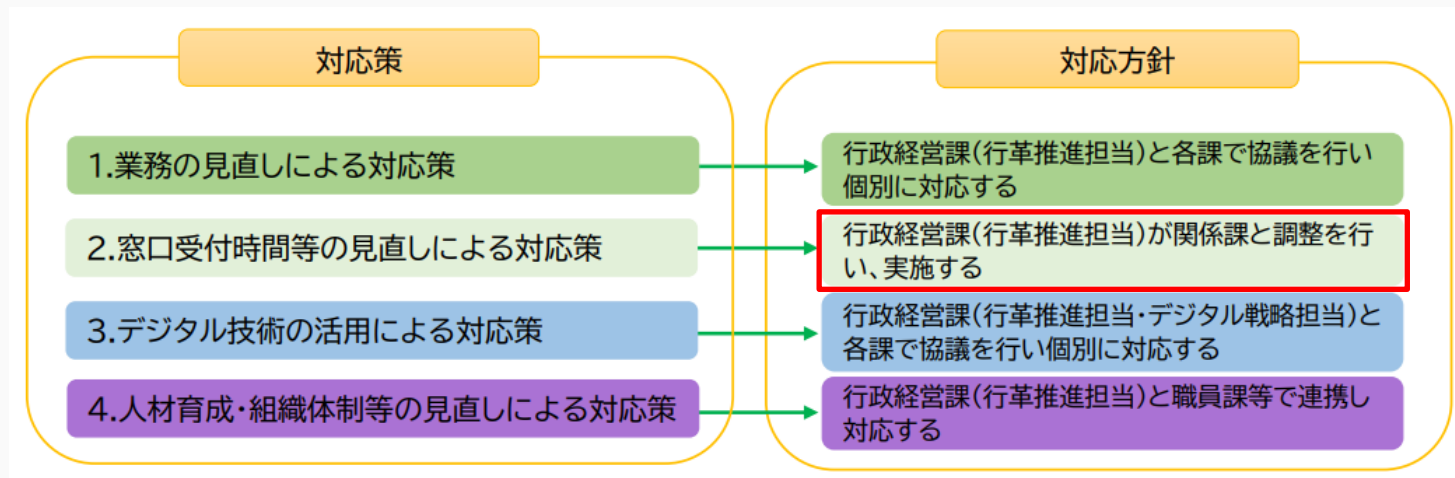 対応策
1.業務の見直しによる対応策
2.窓口受付時間等の見直しによる対応策
3.デジタル技術の活用による対応策
4.人材育成・組織体制等の見直しによる対応策
対応方針
行政経営課(行革推進担当)と各課で協議を行い
個別に対応する
行政経営課(行革推進担当)が関係課と調整を行
い、実施する
行政経営課(行革推進担当・デジタル戦略担当)と
各課で協議を行い個別に対応する
行政経営課(行革推進担当)と職員課等で連携し
対応する